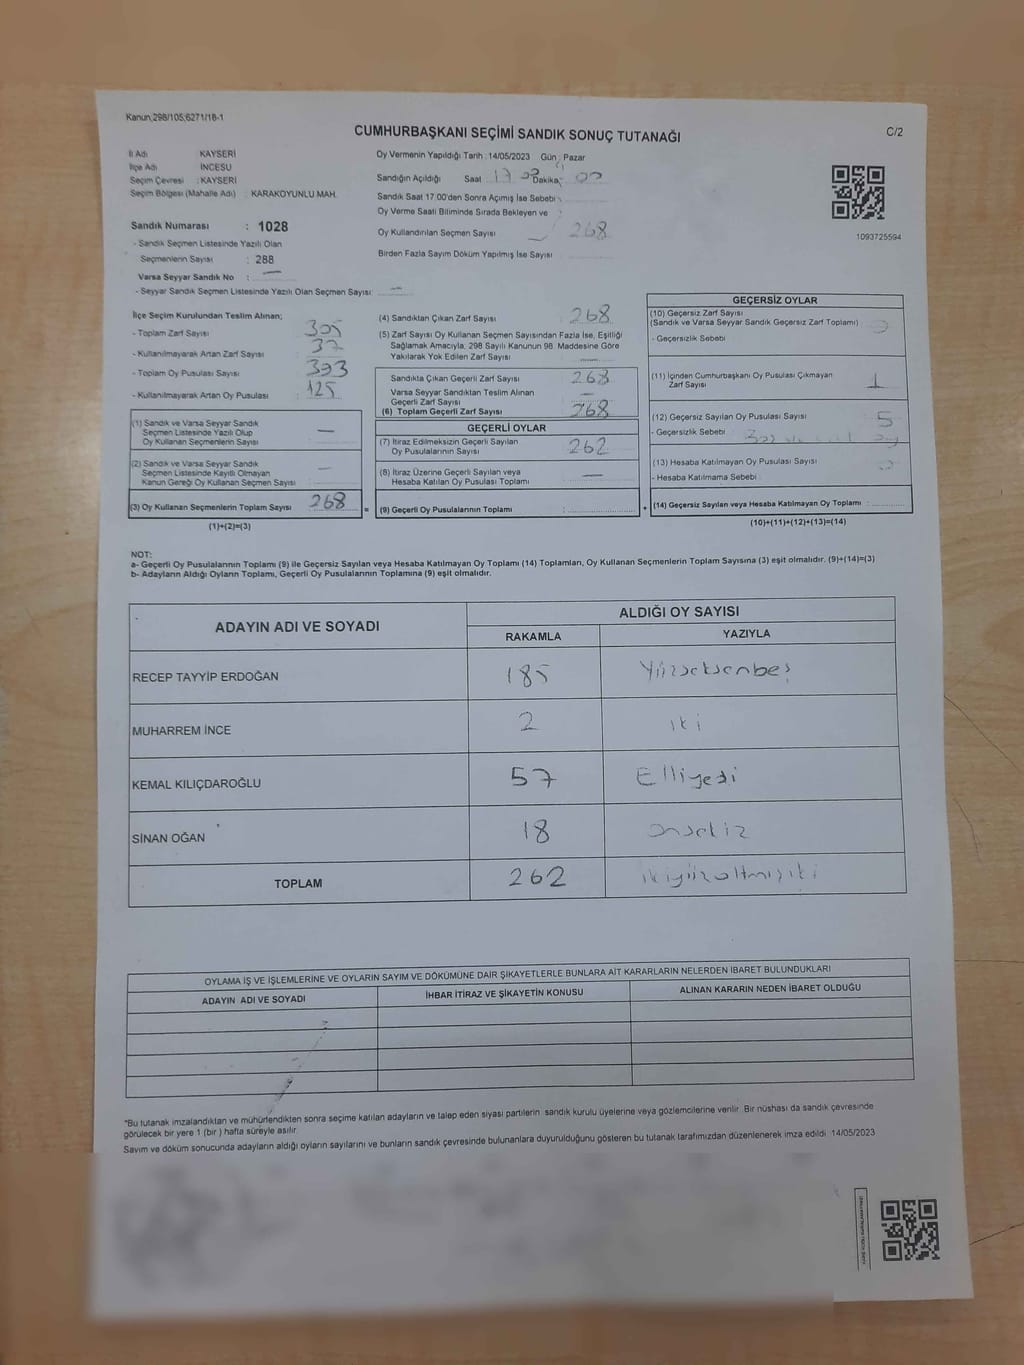 Kanun:298/105;6271/18-1
C/2
CUMHURBAŞKANI SEÇİMİ SANDIK SONUÇ TUTANAĞI
İl Adı KAYSERİ
İlçe Adı İNCESU
Seçim Çevresi : KAYSERİ
Seçim Bölgesi (Mahalle Adı) : KARAKOYUNLU MAH.
Sandık Numarası : 1028
- Sandık Seçmen Listesinde Yazılı Olan
Seçmenlerin Sayısı : 288
Varsa Seyyar Sandık No : —
- Seyyar Sandık Seçmen Listesinde Yazılı Olan Seçmen Sayısı: —
Oy Vermenin Yapıldığı Tarih :14/05/2023 Gün : Pazar
Sandığın Açıldığı Saat 17 Dakika: 00
Sandık Saat 17:00'den Sonra Açımış İse Sebebi :
Oy Verme Saati Bitiminde Sırada Bekleyen ve :
Oy Kullandırılan Seçmen Sayısı 268
Birden Fazla Sayım Döküm Yapılmış İse Sayısı
1093725594
İlçe Seçim Kurulundan Teslim Alınan;
- Toplam Zarf Sayısı 305
- Kullanılmayarak Artan Zarf Sayısı 37
- Toplam Oy Pusulası Sayısı : 393
- Kullanılmayarak Artan Oy Pusulası : 125
(1) Sandık ve Varsa Seyyar Sandık
Seçmen Listesinde Yazılı Olup
Oy Kullanan Seçmenlerin Sayısı : —
(2) Sandık ve Varsa Seyyar Sandık
Seçmen Listesinde Kayıtlı Olmayan
Kanun Gereği Oy Kullanan Seçmen Sayısı : —
(3) Oy Kullanan Seçmenlerin Toplam Sayısı : 268
(1)+(2)=(3)
(4) Sandıktan Çıkan Zarf Sayısı 268
(5) Zarf Sayısı Oy Kullanan Seçmen Sayısından Fazla İse, Eşitliği
Sağlamak Amacıyla, 298 Sayılı Kanunun 98. Maddesine Göre
Yakılarak Yok Edilen Zarf Sayısı
Sandıkta Çıkan Geçerli Zarf Sayısı 268
Varsa Seyyar Sandıktan Teslim Alınan
Geçerli Zarf Sayısı —
(6) Toplam Geçerli Zarf Sayısı 268
GEÇERLİ OYLAR
(7) İtiraz Edilmeksizin Geçerli Sayılan
Oy Pusulalarının Sayısı : 262
(8) İtiraz Üzerine Geçerli Sayılan veya
Hesaba Katılan Oy Pusulası Toplamı : —
(9) Geçerli Oy Pusulalarının Toplamı :
GEÇERSİZ OYLAR
(10) Geçersiz Zarf Sayısı
(Sandık ve Varsa Seyyar Sandık Geçersiz Zarf Toplamı) :
- Geçersizlik Sebebi
(11) İçinden Cumhurbaşkanı Oy Pusulası Çıkmayan
Zarf Sayısı 1
(12) Geçersiz Sayılan Oy Pusulası Sayısı : 5
- Geçersizlik Sebebi :
(13) Hesaba Katılmayan Oy Pusulası Sayısı :
- Hesaba Katılmama Sebebi :
(14) Geçersiz Sayılan veya Hesaba Katılmayan Oy Toplamı :
(10)+(11)+(12)+(13)=(14)
NOT:
a- Geçerli Oy Pusulalarının Toplamı (9) ile Geçersiz Sayılan veya Hesaba Katılmayan Oy Toplamı (14) Toplamları, Oy Kullanan Seçmenlerin Toplam Sayısına (3) eşit olmalıdır. (9)+(14)=(3)
b- Adayların Aldığı Oyların Toplamı, Geçerli Oy Pusulalarının Toplamına (9) eşit olmalıdır.
ADAYIN ADI VE SOYADI ALDIĞI OY SAYISI
RAKAMLA YAZIYLA
RECEP TAYYİP ERDOĞAN 185 Yüzseksenbeş
MUHARREM İNCE 2 iki
KEMAL KILIÇDAROĞLU 57 Elliyedi
SİNAN OĞAN 18 onsekiz
TOPLAM 262 ikiyüzaltmışiki
OYLAMA İŞ VE İŞLEMLERİNE VE OYLARIN SAYIM VE DÖKÜMÜNE DAİR ŞİKAYETLERLE BUNLARA AİT KARARLARIN NELERDEN İBARET BULUNDUKLARI
ADAYIN ADI VE SOYADI İHBAR İTİRAZ VE ŞİKAYETİN KONUSU ALINAN KARARIN NEDEN İBARET OLDUĞU
*Bu tutanak imzalandıktan ve mühürlendikten sonra seçime katılan adayların ve talep eden siyasi partilerin sandık kurulu üyelerine veya gözlemcilerine verilir. Bir nüshası da sandık çevresinde
görülecek bir yere 1 (bir) hafta süreyle asılır.
Sayım ve döküm sonucunda adayların aldığı oyların sayılarını ve bunların sandık çevresinde bulunanlara duyurulduğunu gösteren bu tutanak tarafımızdan düzenlenerek imza edildi. 14/05/2023